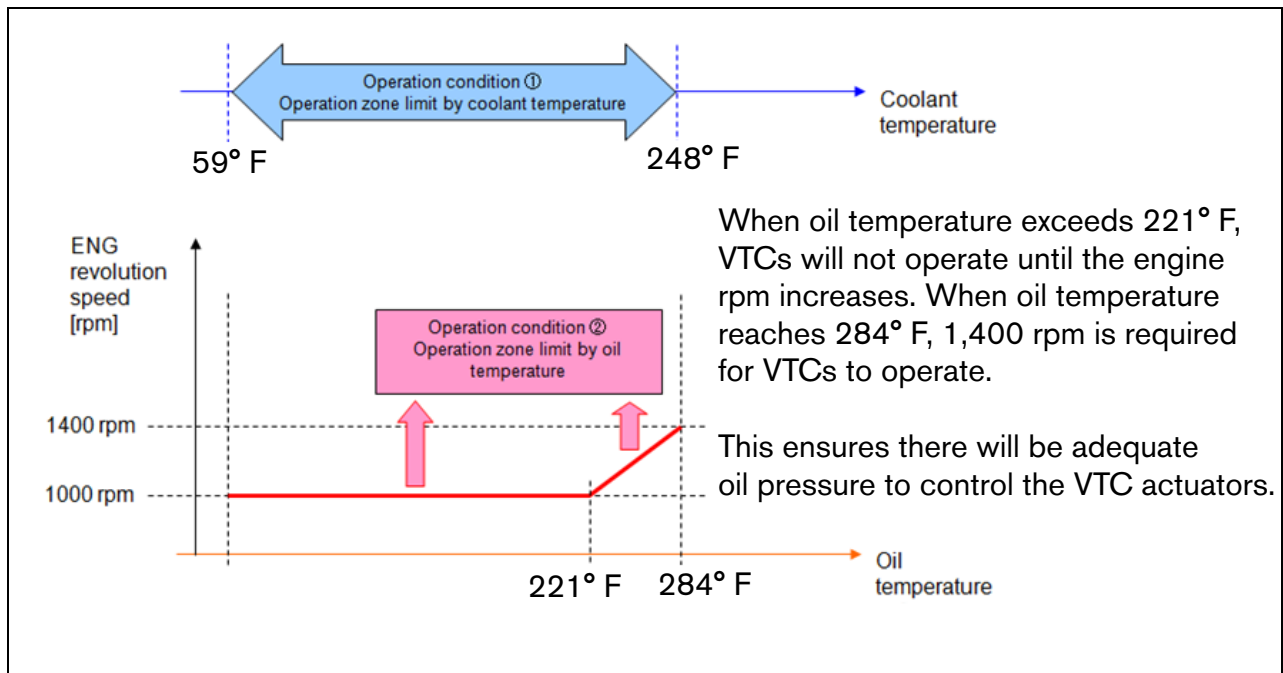 Operation condition ①
Operation zone limit by coolant temperature
Coolant
temperature
59° F
248° F
When oil temperature exceeds 221° F,
VTCs will not operate until the engine
rpm increases. When oil temperature
reaches 284° F, 1,400 rpm is required
for VTCs to operate.
This ensures there will be adequate
oil pressure to control the VTC actuators.
ENG
revolution
speed
[rpm]
Operation condition ②
Operation zone limit by oil
temperature
1400 rpm
1000 rpm
221° F
284° F
Oil
temperature